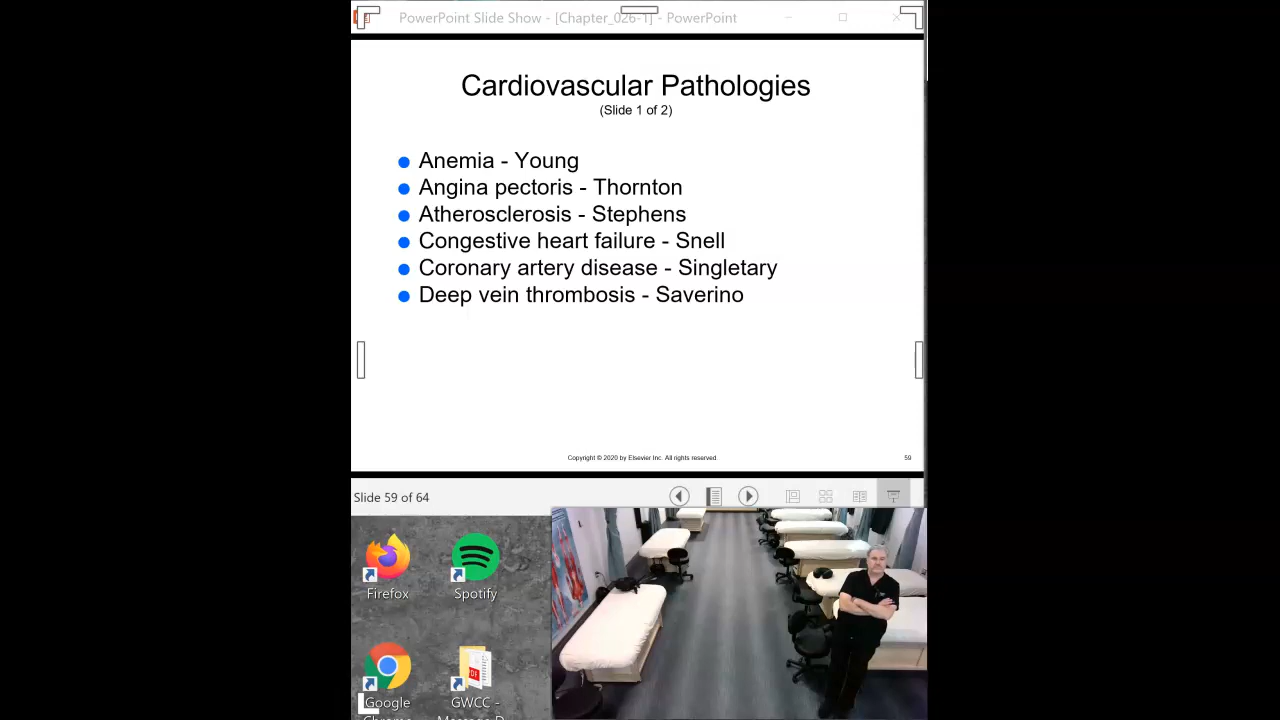 PowerPoint Slide Show - [Chapter_026-1] - PowerPoint
Cardiovascular Pathologies
(Slide 1 of 2)
Anemia - Young
Angina pectoris - Thornton
Atherosclerosis - Stephens
Congestive heart failure - Snell
Coronary artery disease - Singletary
Deep vein thrombosis - Saverino
Copyright © 2020 by Elsevier Inc. All rights reserved.
59
Slide 59 of 64
Firefox
Spotify
Google
GWCC -